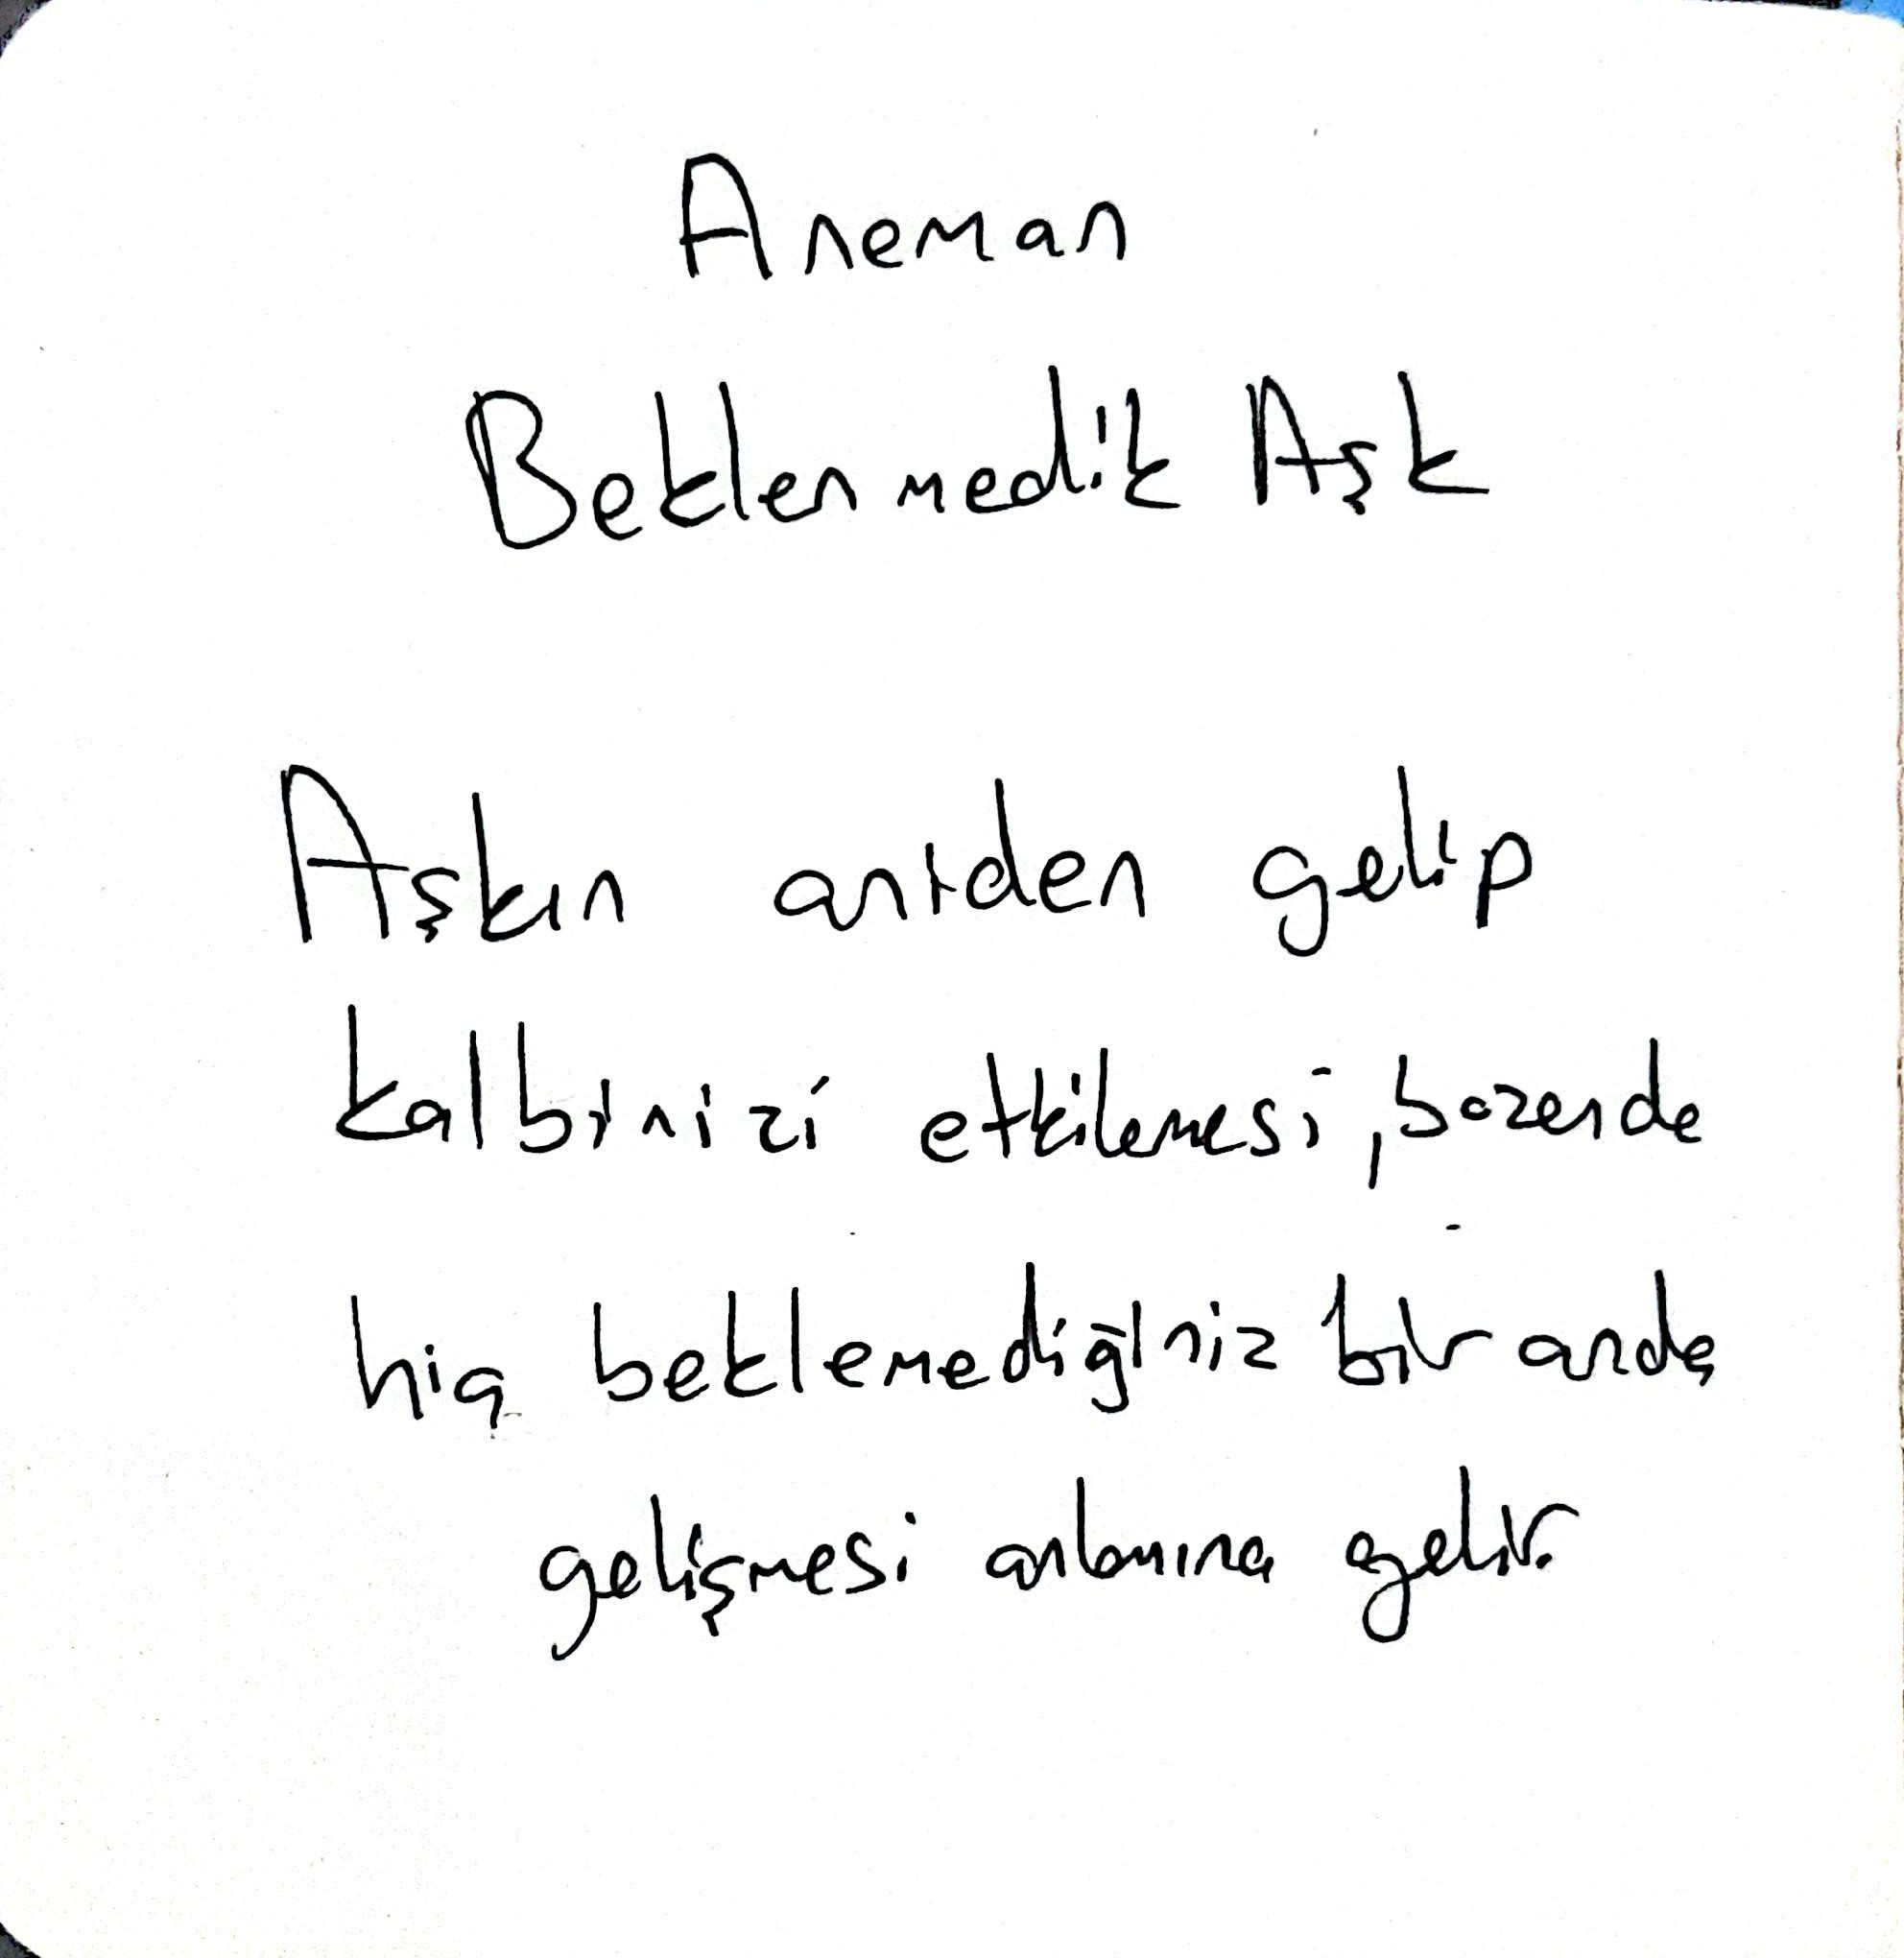 Aneman
Beklenmedik Aşk
Aşkın aniden gelip
kalbinizi etkilemesi, bazende
hiç beklemediğiniz bir anda
gelişmesi anlamına gelir.